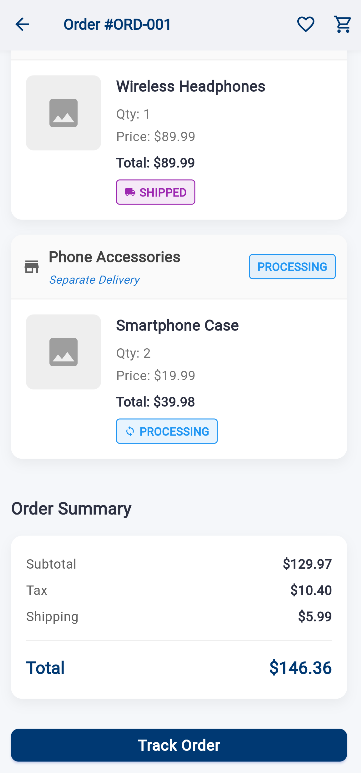 Order #ORD-001
Wireless Headphones
Qty: 1
Price: $89.99
Total: $89.99
SHIPPED
Phone Accessories
Separate Delivery
PROCESSING
Smartphone Case
Qty: 2
Price: $19.99
Total: $39.98
PROCESSING
Order Summary
Subtotal $129.97
Tax $10.40
Shipping $5.99
Total $146.36
Track Order